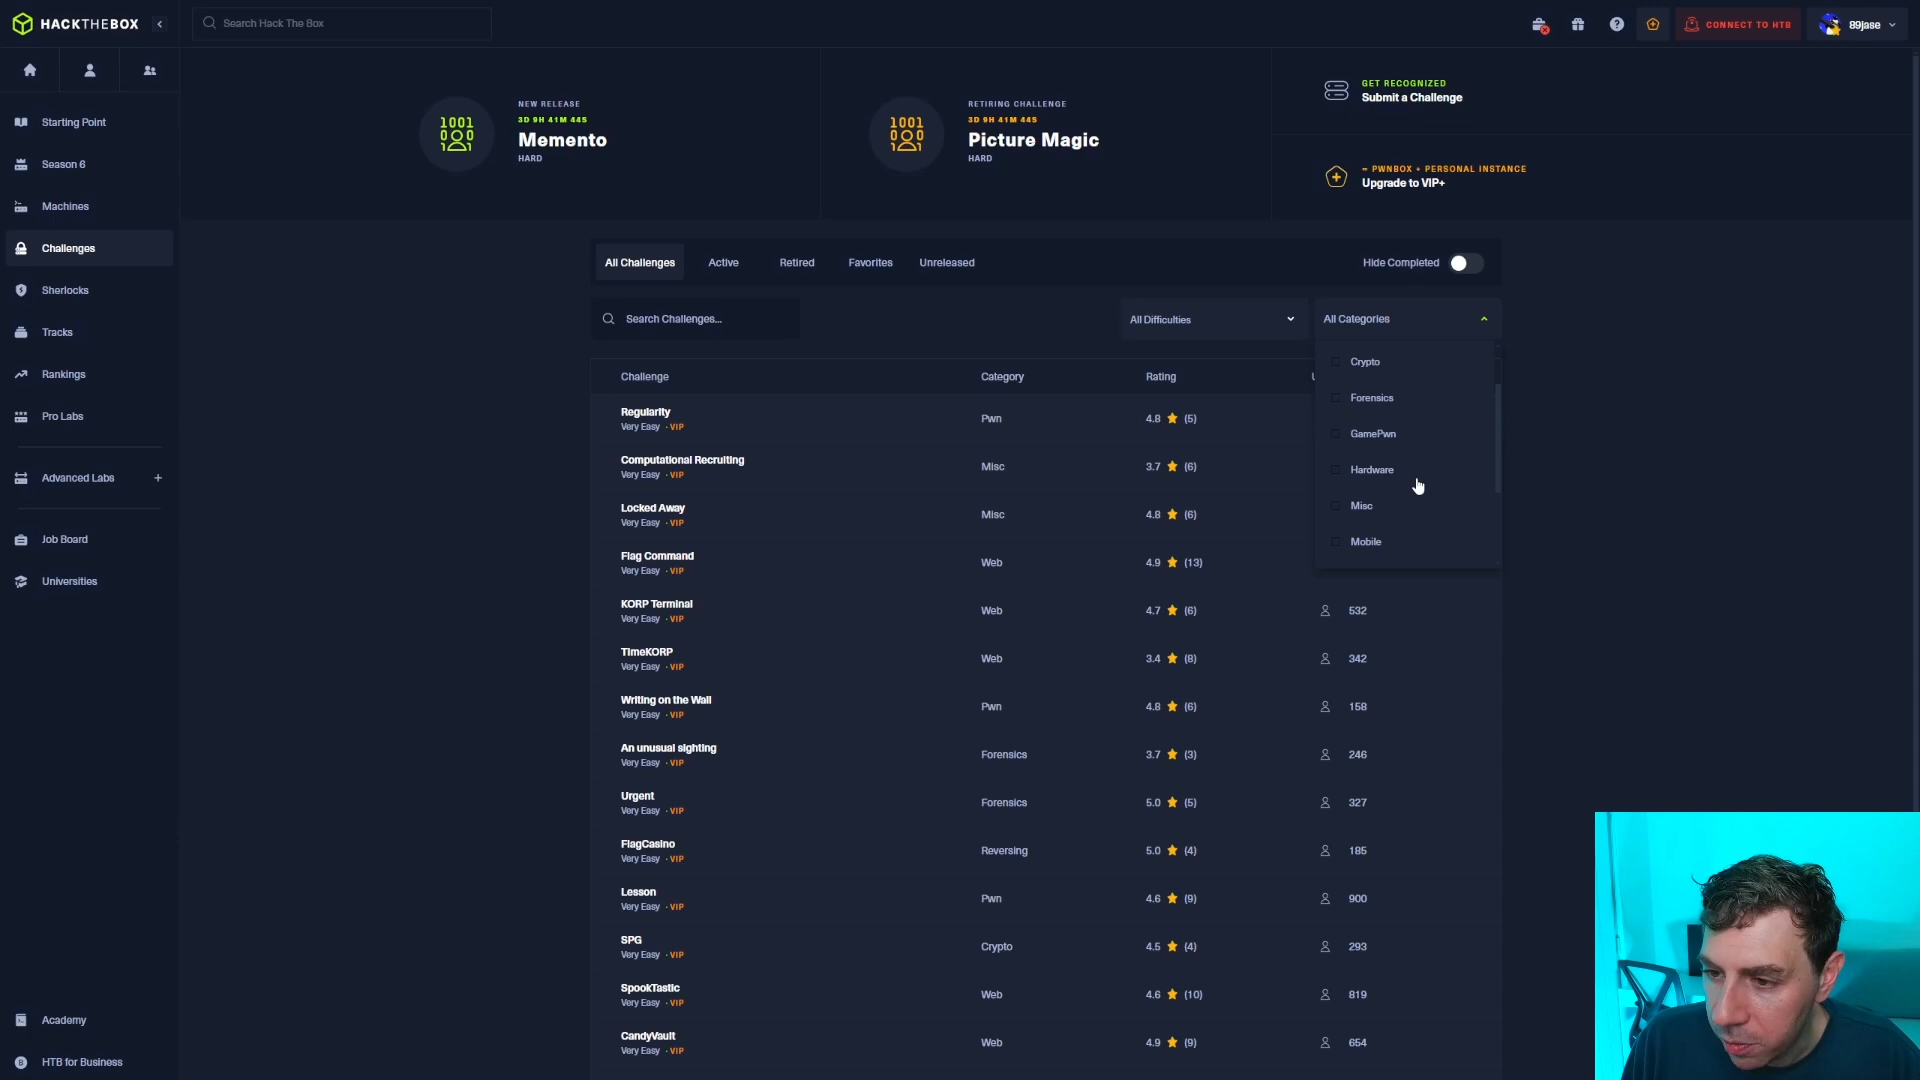 HACKTHEBOX
Search Hack The Box
CONNECT TO HTB
89jase
Starting Point
Season 6
Machines
Challenges
Sherlocks
Tracks
Rankings
Pro Labs
Advanced Labs +
Job Board
Universities
Academy
HTB for Business
NEW RELEASE
3D 9H 41M 44S
Memento
HARD
RETIRING CHALLENGE
3D 9H 41M 44S
Picture Magic
HARD
GET RECOGNIZED
Submit a Challenge
PWNBOX + PERSONAL INSTANCE
Upgrade to VIP+
All Challenges Active Retired Favorites Unreleased Hide Completed
Search Challenges... All Difficulties All Categories
Crypto
Forensics
GamePwn
Hardware
Misc
Mobile
Challenge Category Rating
Regularity
Very Easy · VIP
Pwn 4.8 (5)
Computational Recruiting
Very Easy · VIP
Misc 3.7 (6)
Locked Away
Very Easy · VIP
Misc 4.8 (6)
Flag Command
Very Easy · VIP
Web 4.9 (13)
KORP Terminal
Very Easy · VIP
Web 4.7 (6) 532
TimeKORP
Very Easy · VIP
Web 3.4 (8) 342
Writing on the Wall
Very Easy · VIP
Pwn 4.8 (6) 158
An unusual sighting
Very Easy · VIP
Forensics 3.7 (3) 246
Urgent
Very Easy · VIP
Forensics 5.0 (5) 327
FlagCasino
Very Easy · VIP
Reversing 5.0 (4) 185
Lesson
Very Easy · VIP
Pwn 4.6 (9) 900
SPG
Very Easy · VIP
Crypto 4.5 (4) 293
SpookTastic
Very Easy · VIP
Web 4.6 (10) 819
CandyVault
Very Easy · VIP
Web 4.9 (9) 654